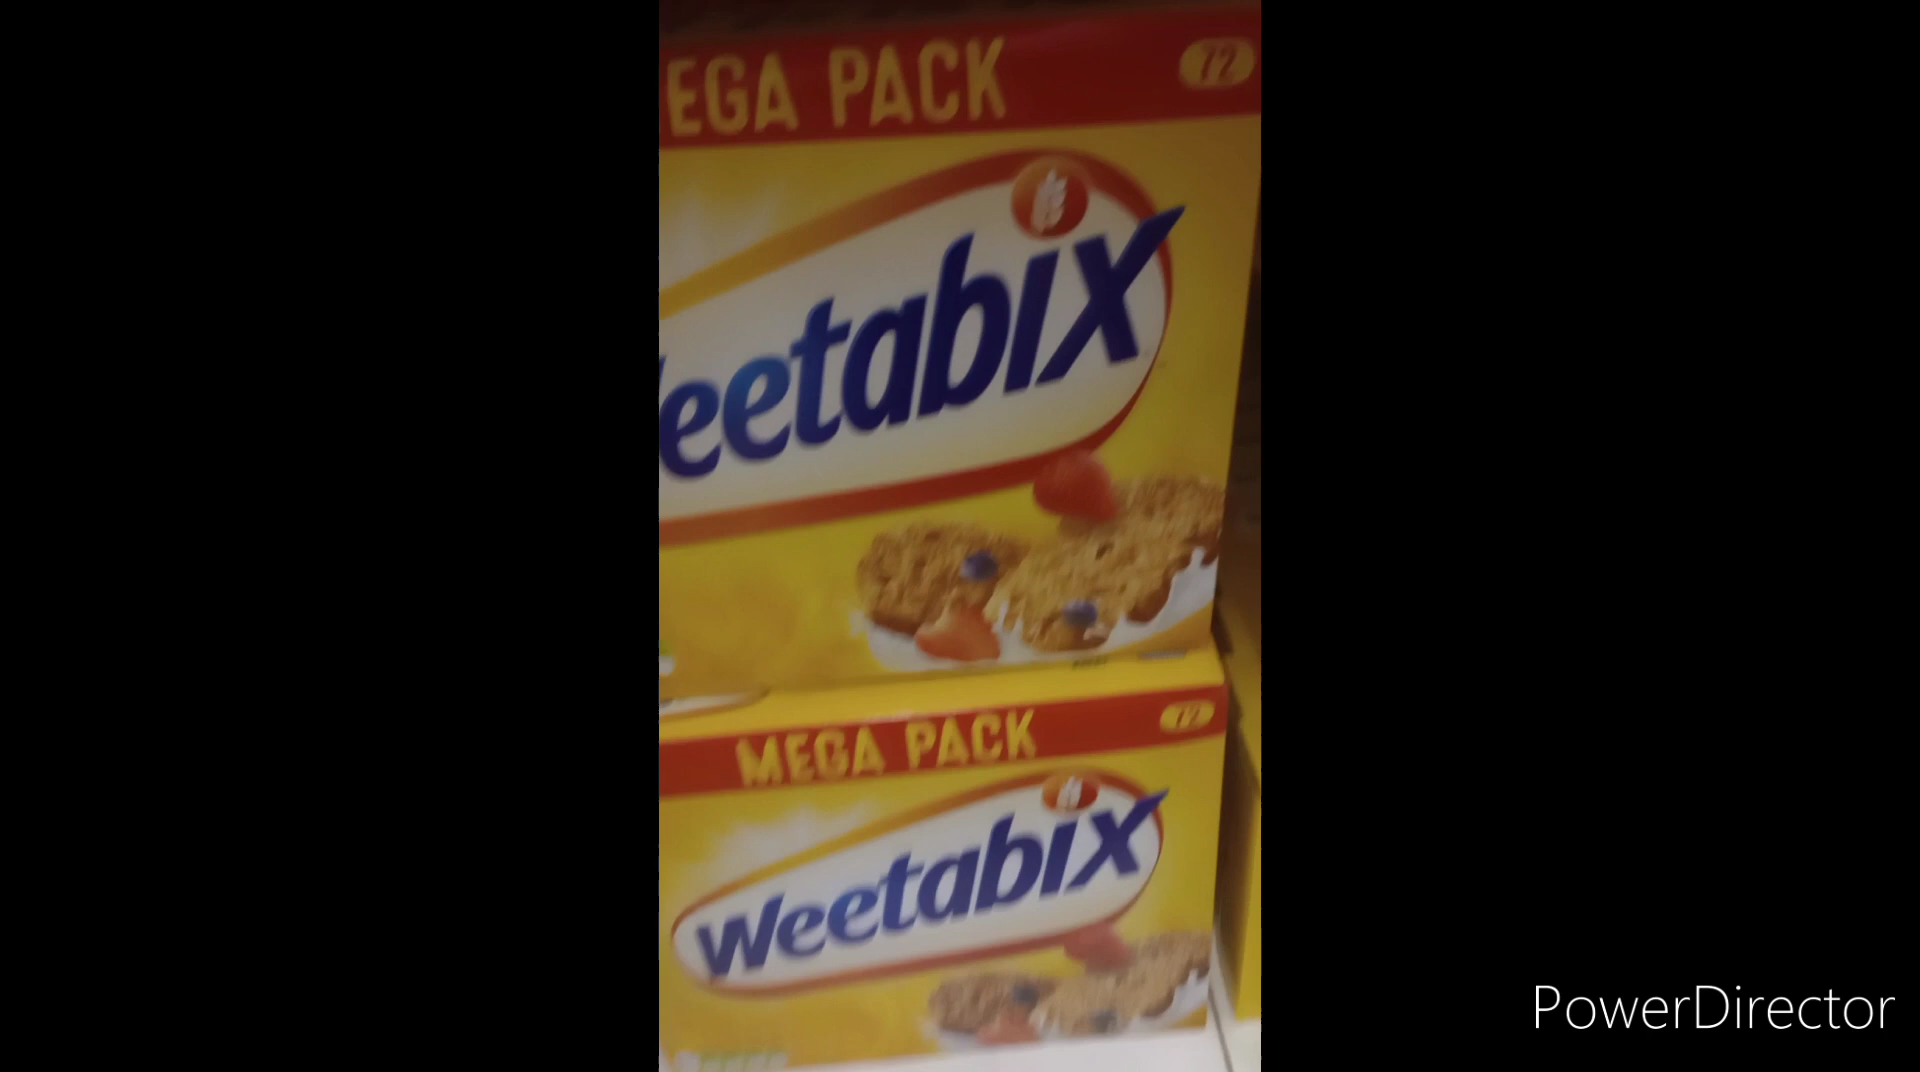 EGA PACK
72
eetabix
MEGA PACK
72
Weetabix
PowerDirector